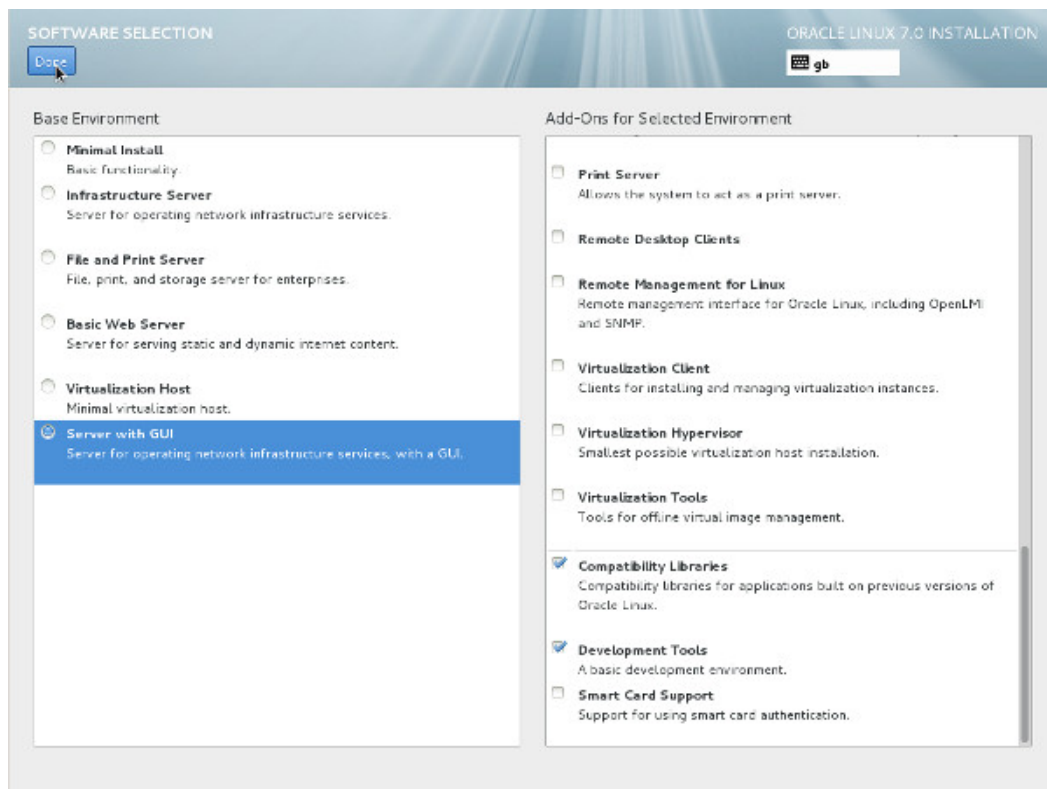 SOFTWARE SELECTION
ORACLE LINUX 7.0 INSTALLATION
Done
gb
Base Environment
Minimal Install
Basic functionality.
Infrastructure Server
Server for operating network infrastructure services.
File and Print Server
File, print, and storage server for enterprises.
Basic Web Server
Server for serving static and dynamic internet content.
Virtualization Host
Minimal virtualization host.
Server with GUI
Server for operating network infrastructure services, with a GUI.
Add-Ons for Selected Environment
Print Server
Allows the system to act as a print server.
Remote Desktop Clients
Remote Management for Linux
Remote management interface for Oracle Linux, including OpenLMI
and SNMP.
Virtualization Client
Clients for installing and managing virtualization instances.
Virtualization Hypervisor
Smallest possible virtualization host installation.
Virtualization Tools
Tools for offline virtual image management.
Compatibility Libraries
Compatibility libraries for applications built on previous versions of
Oracle Linux.
Development Tools
A basic development environment.
Smart Card Support
Support for using smart card authentication.